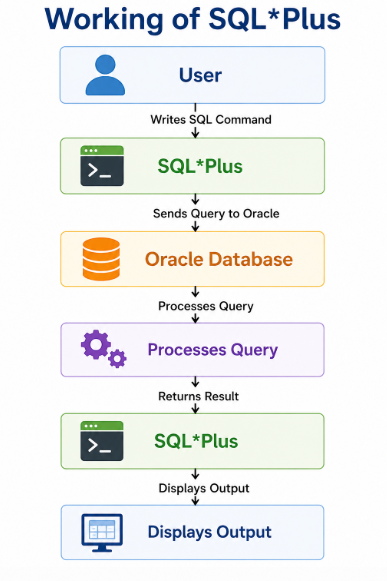 Working of SQL*Plus
User
Writes SQL Command
SQL*Plus
Sends Query to Oracle
Oracle Database
Processes Query
Processes Query
Returns Result
SQL*Plus
Displays Output
Displays Output